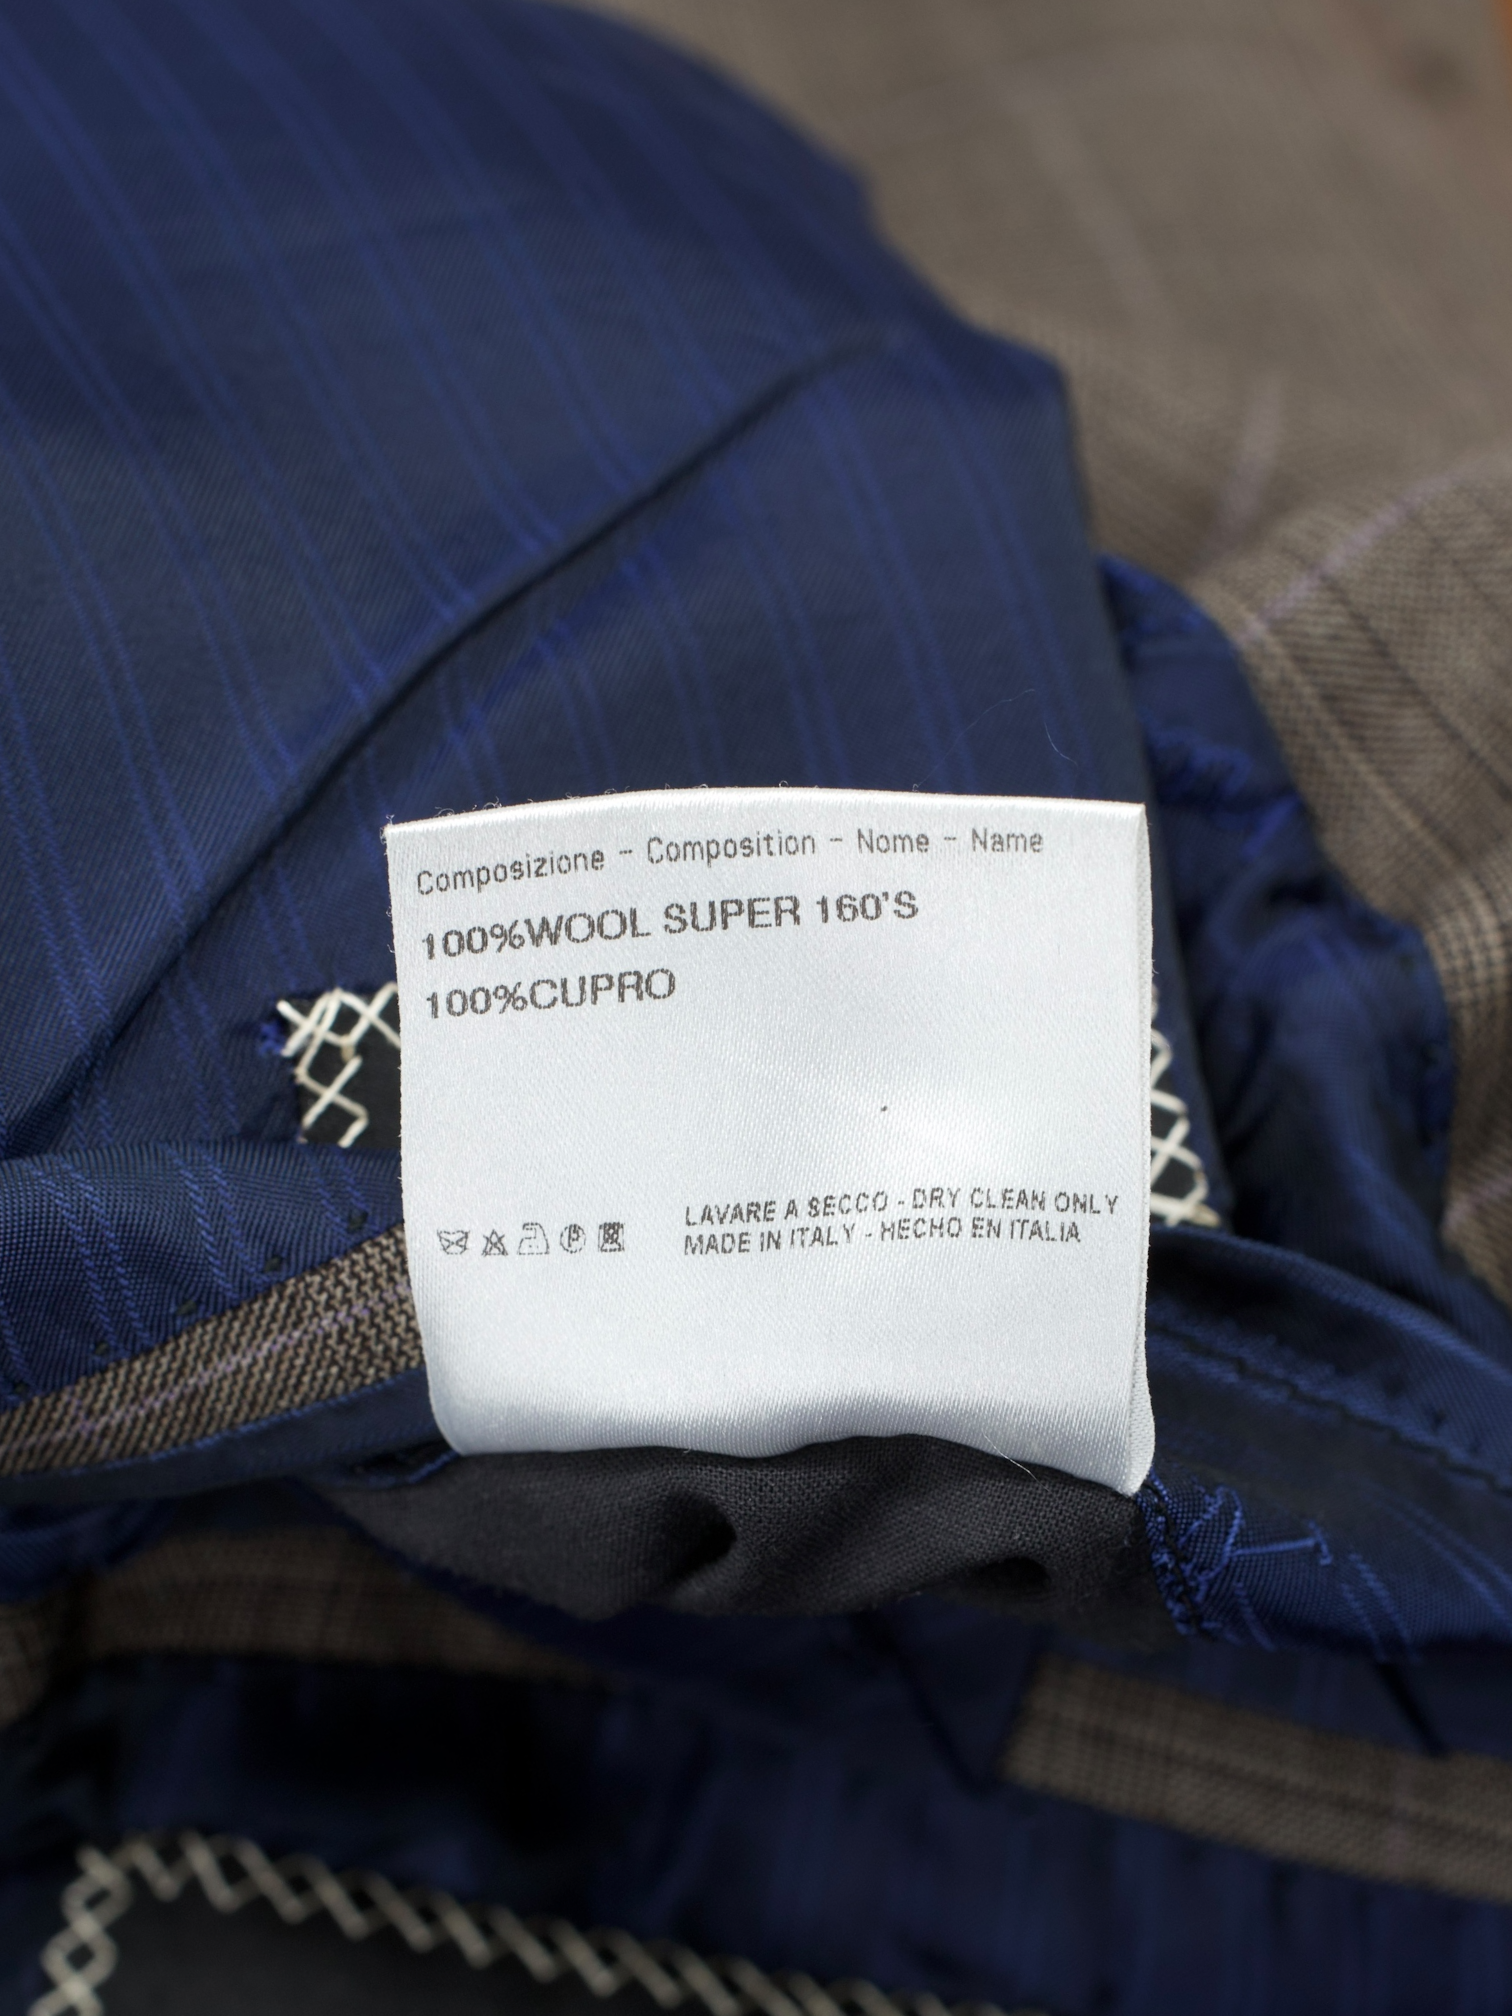 Composizione - Composition - Nome - Name
100%WOOL SUPER 160'S
100%CUPRO
LAVARE A SECCO - DRY CLEAN ONLY
MADE IN ITALY - HECHO EN ITALIA